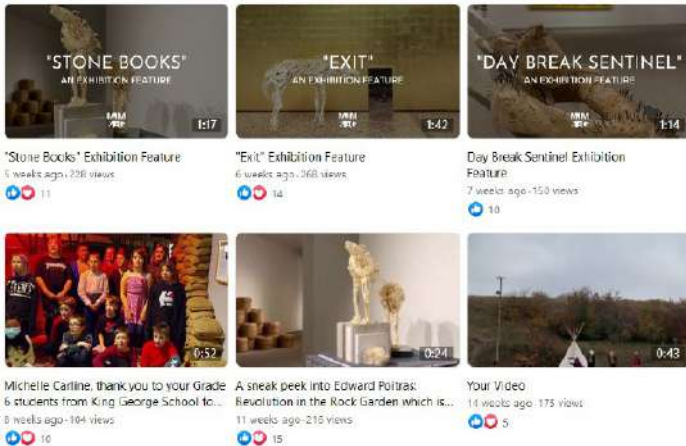 "STONE BOOKS"
AN EXHIBITION FEATURE
1:17
"EXIT"
AN EXHIBITION FEATURE
1:42
"DAY BREAK SENTINEL"
AN EXHIBITION FEATURE
1:14
"Stone Books" Exhibition Feature
5 weeks ago · 228 views
11
"Exit" Exhibition Feature
6 weeks ago · 268 views
14
Day Break Sentinel Exhibition
Feature
7 weeks ago · 150 views
10
0:52
0:24
0:43
Michelle Carline, thank you to your Grade
6 students from King George School fo...
8 weeks ago · 104 views
10
A sneak peek into Edward Poitras:
Revolution in the Rock Garden which is...
11 weeks ago · 216 views
15
Your Video
14 weeks ago · 175 views
5